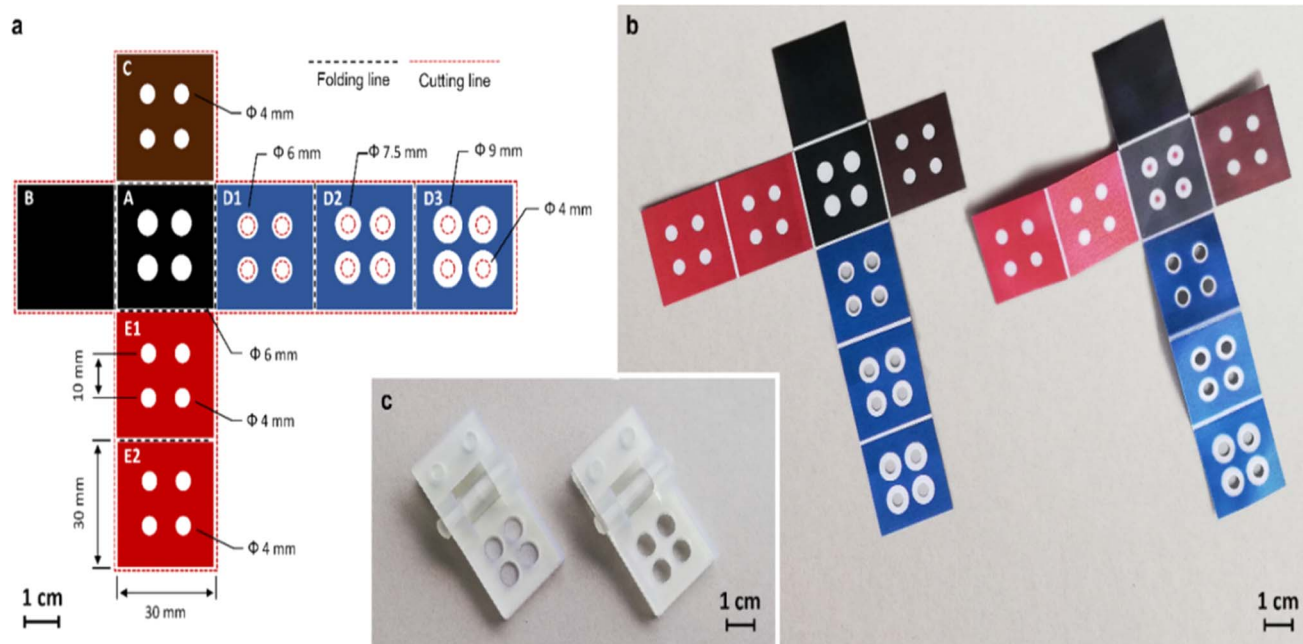 a
C
Folding line
Cutting line
Φ 4 mm
Φ 6 mm
Φ 7.5 mm
Φ 9 mm
B
A
D1
D2
D3
Φ 4 mm
E1
10 mm
Φ 6 mm
Φ 4 mm
E2
30 mm
Φ 4 mm
1 cm
30 mm
b
1 cm
c
1 cm